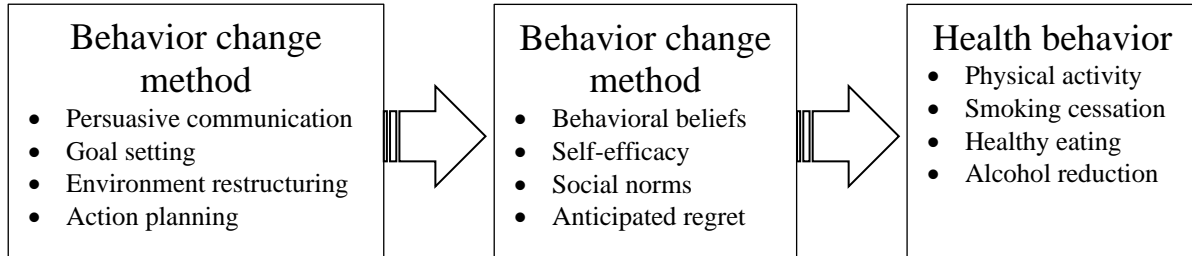 Behavior change
method
• Persuasive communication
• Goal setting
• Environment restructuring
• Action planning
Behavior change
method
• Behavioral beliefs
• Self-efficacy
• Social norms
• Anticipated regret
Health behavior
• Physical activity
• Smoking cessation
• Healthy eating
• Alcohol reduction